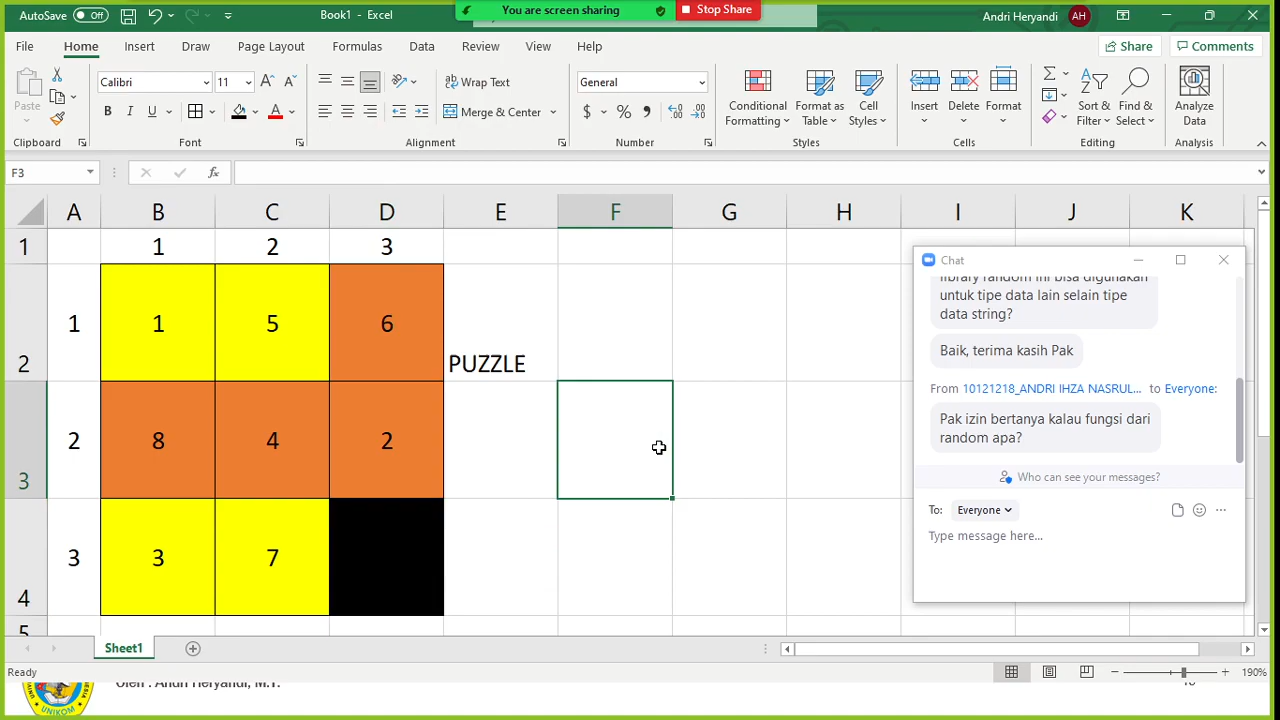 AutoSave Off Book1 - Excel You are screen sharing Stop Share Andri Heryandi AH
File Home Insert Draw Page Layout Formulas Data Review View Help Share Comments
Paste Calibri 11 Wrap Text General Conditional Formatting Format as Table Cell Styles Insert Delete Format Sort & Filter Find & Select Analyze Data
B I U Merge & Center $ % 
Clipboard Font Alignment Number Styles Cells Editing Analysis
F3 fx
A B C D E F G H I J K
1 1 2 3
1 1 5 6
2 PUZZLE
2 8 4 2
3
3 3 7
4
5
Chat
library random ini bisa digunakan
untuk tipe data lain selain tipe
data string?
Baik, terima kasih Pak
From 10121218_ANDRI IHZA NASRUL... to Everyone:
Pak izin bertanya kalau fungsi dari
random apa?
Who can see your messages?
To: Everyone
Type message here...
Sheet1
Ready 190%
Oleh : Andri Heryandi, M.T.
UNIKOM